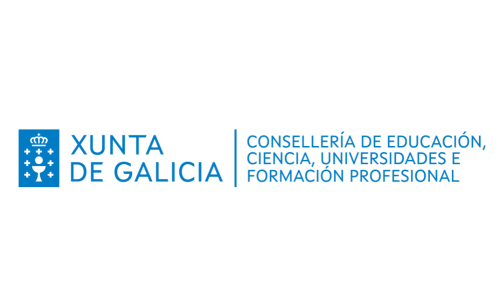 XUNTA
DE GALICIA
CONSELLERÍA DE EDUCACIÓN,
CIENCIA, UNIVERSIDADES E
FORMACIÓN PROFESIONAL